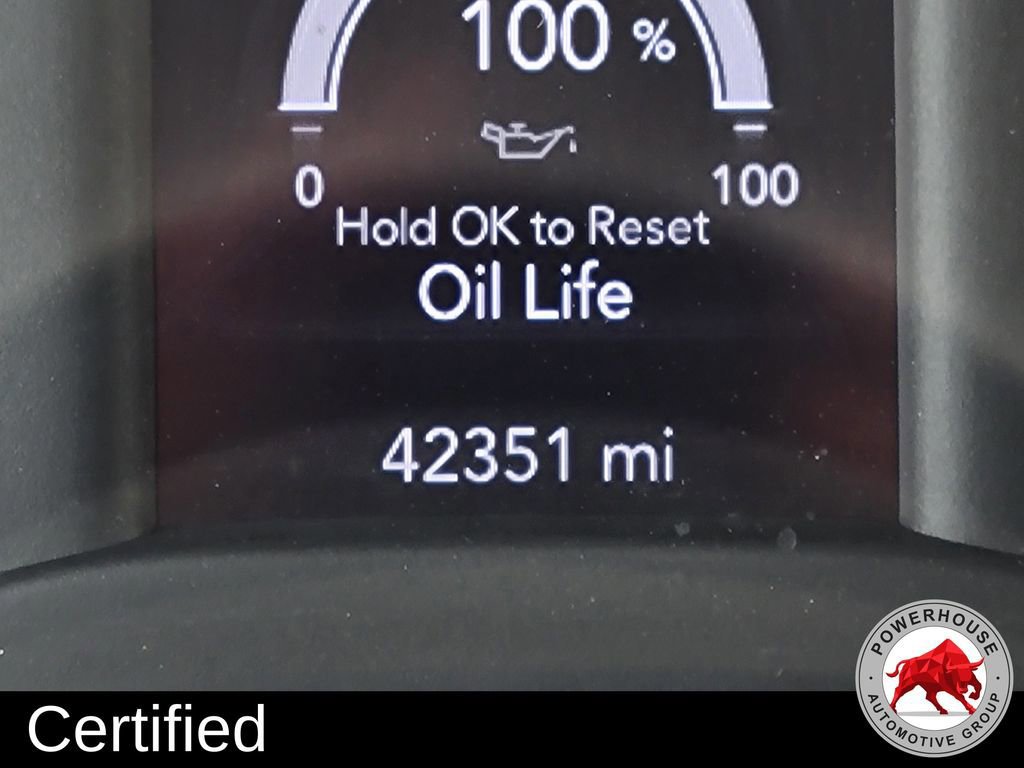 100 %
0
100
Hold OK to Reset
Oil Life
42351 mi
POWERHOUSE
AUTOMOTIVE GROUP
Certified